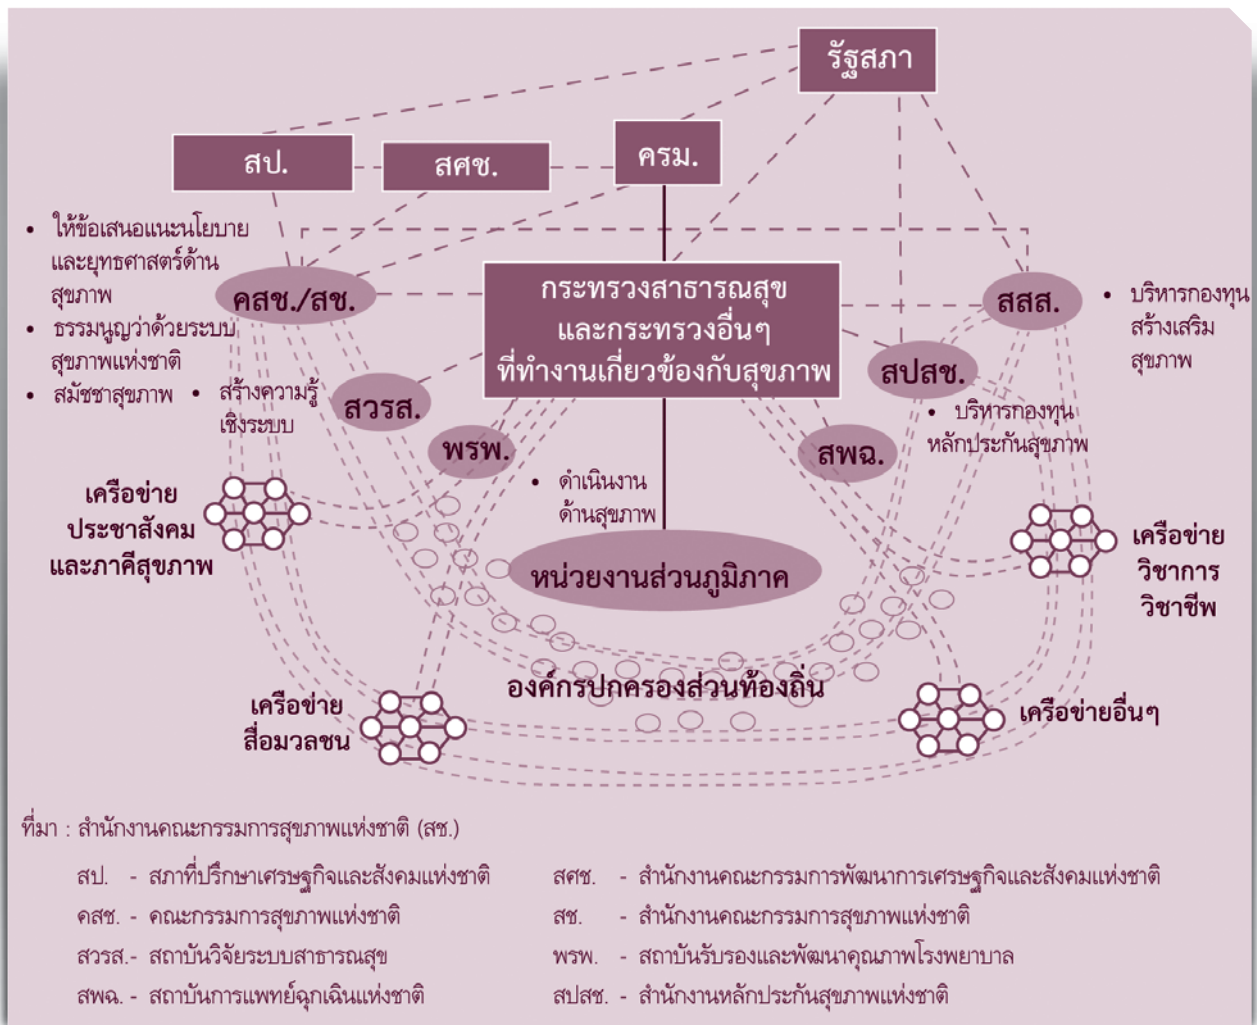 รัฐสภา
สป.
สศช.
ครม.
• ให้ข้อเสนอแนะนโยบาย
และยุทธศาสตร์ด้าน
สุขภาพ
• ธรรมนูญว่าด้วยระบบ
สุขภาพแห่งชาติ
• สมัชชาสุขภาพ
คสช./สช.
กระทรวงสาธารณสุข
และกระทรวงอื่นๆ
ที่ทำงานเกี่ยวข้องกับสุขภาพ
สสส.
• บริหารกองทุน
สร้างเสริม
สุขภาพ
• สร้างความรู้
เชิงระบบ
สวรส.
สปสช.
• บริหารกองทุน
หลักประกันสุขภาพ
พรพ.
สพฉ.
• ดำเนินงาน
ด้านสุขภาพ
เครือข่าย
ประชาสังคม
และภาคีสุขภาพ
หน่วยงานส่วนภูมิภาค
เครือข่าย
วิชาการ
วิชาชีพ
องค์กรปกครองส่วนท้องถิ่น
เครือข่าย
สื่อมวลชน
เครือข่ายอื่นๆ
ที่มา : สำนักงานคณะกรรมการสุขภาพแห่งชาติ (สช.)
สป. - สภาที่ปรึกษาเศรษฐกิจและสังคมแห่งชาติ
สศช. - สำนักงานคณะกรรมการพัฒนาการเศรษฐกิจและสังคมแห่งชาติ
คสช. - คณะกรรมการสุขภาพแห่งชาติ
สช. - สำนักงานคณะกรรมการสุขภาพแห่งชาติ
สวรส.- สถาบันวิจัยระบบสาธารณสุข
พรพ. - สถาบันรับรองและพัฒนาคุณภาพโรงพยาบาล
สพฉ. - สถาบันการแพทย์ฉุกเฉินแห่งชาติ
สปสช. - สำนักงานหลักประกันสุขภาพแห่งชาติ